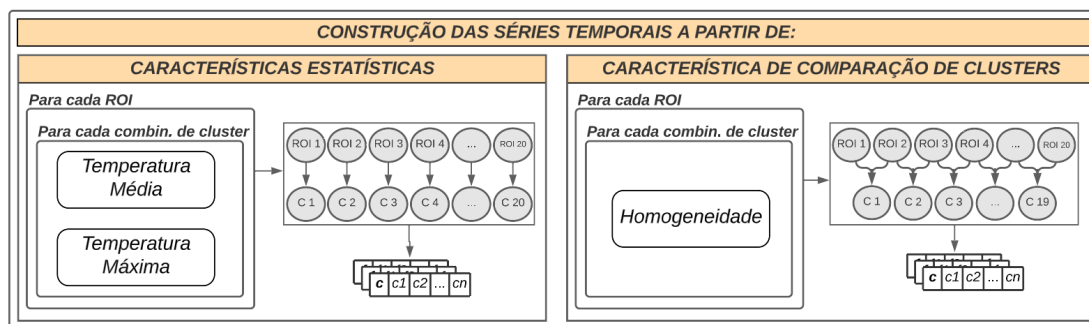 CONSTRUÇÃO DAS SÉRIES TEMPORAIS A PARTIR DE:
CARACTERÍSTICAS ESTATÍSTICAS
Para cada ROI
Para cada combin. de cluster
Temperatura
Média
Temperatura
Máxima
ROI 1 ROI 2 ROI 3 ROI 4 ... ROI 20
C 1 C 2 C 3 C 4 ... C 20
c c1 c2 ... cn
CARACTERÍSTICA DE COMPARAÇÃO DE CLUSTERS
Para cada ROI
Para cada combin. de cluster
Homogeneidade
ROI 1 ROI 2 ROI 3 ROI 4 ... ROI 20
C 1 C 2 C 3 ... C 19
c c1 c2 ... cn